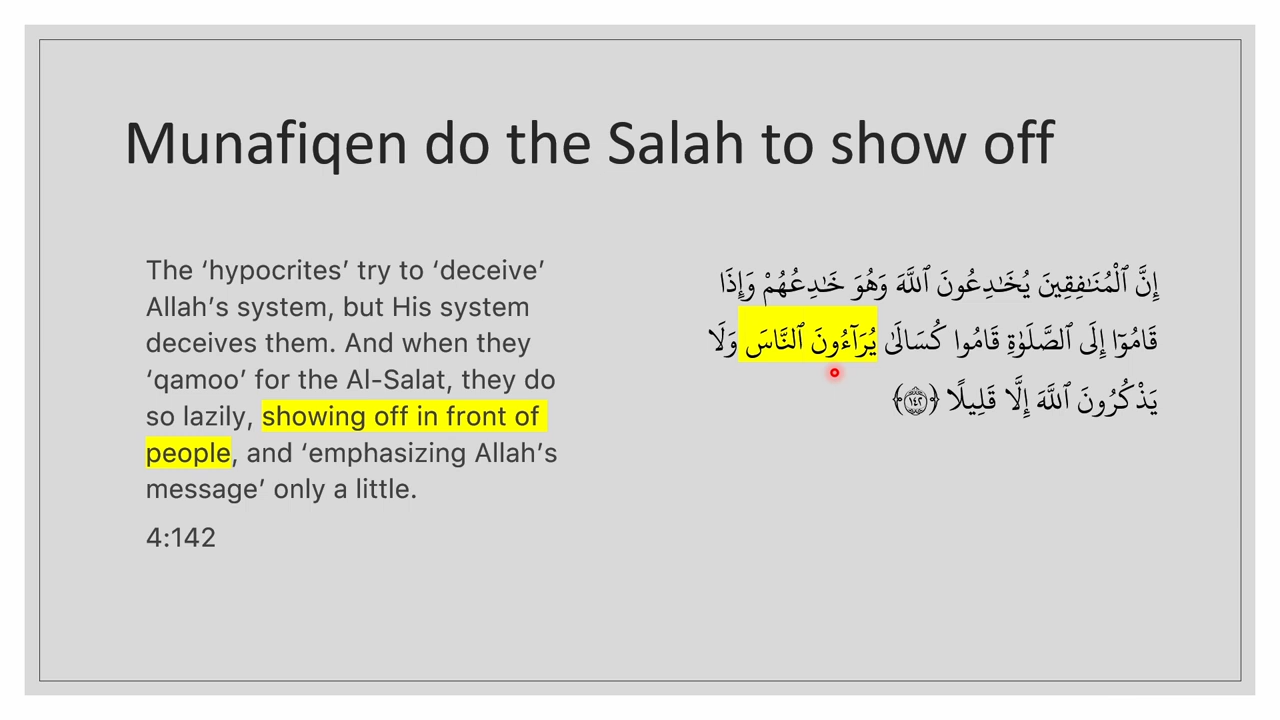 Munafiqen do the Salah to show off
The ‘hypocrites’ try to ‘deceive’
Allah’s system, but His system
deceives them. And when they
‘qamoo’ for the Al-Salat, they do
so lazily, showing off in front of
people, and ‘emphasizing Allah’s
message’ only a little.
4:142
إِنَّ ٱلْمُنَـٰفِقِينَ يُخَـٰدِعُونَ ٱللَّهَ وَهُوَ خَـٰدِعُهُمْ وَإِذَا
قَامُوٓا۟ إِلَى ٱلصَّلَوٰةِ قَامُوا۟ كُسَالَىٰ يُرَآءُونَ ٱلنَّاسَ وَلَا
يَذْكُرُونَ ٱللَّهَ إِلَّا قَلِيلًا ﴿١٤٢﴾